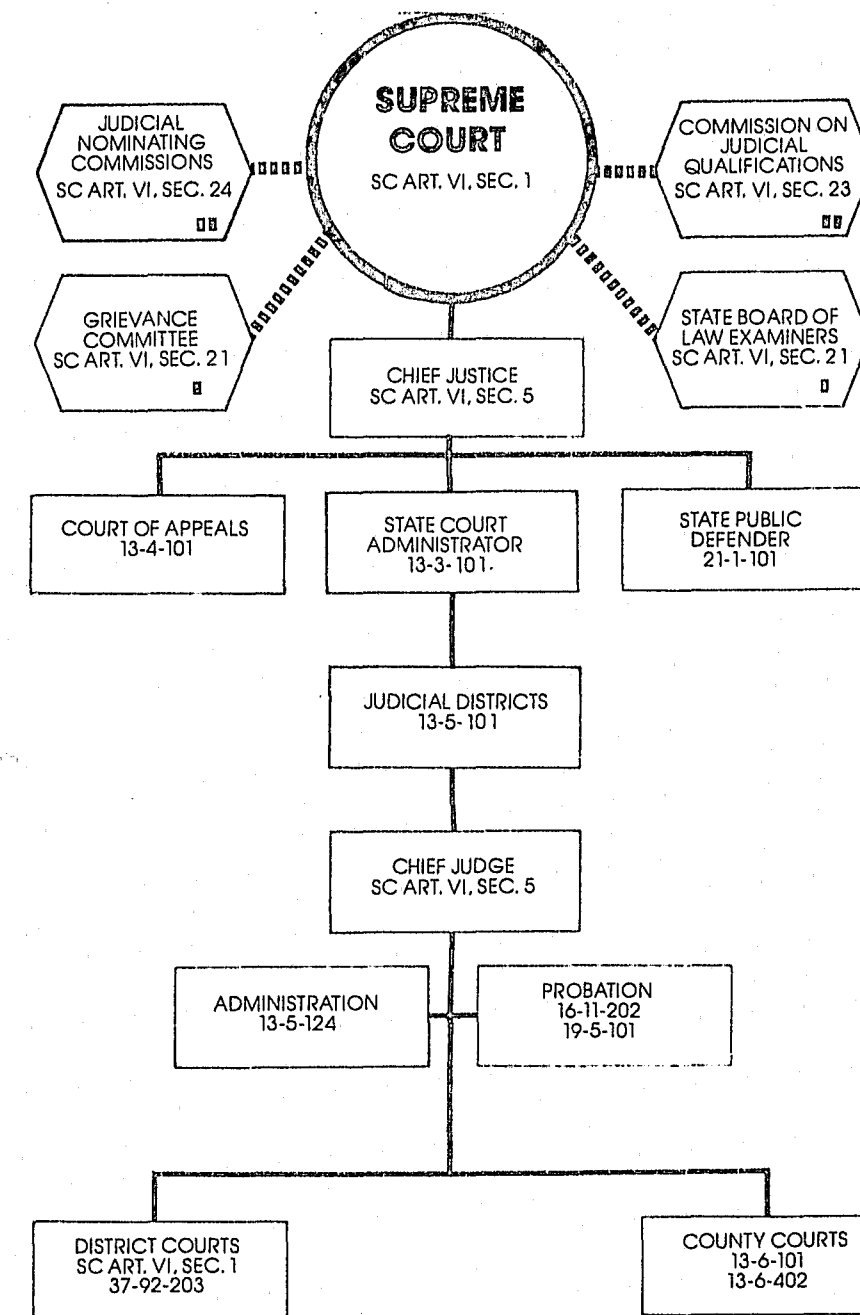 SUPREME
COURT
SC ART. VI, SEC. 1
JUDICIAL
NOMINATING
COMMISSIONS
SC ART. VI, SEC. 24
COMMISSION ON
JUDICIAL
QUALIFICATIONS
SC ART. VI, SEC. 23
GRIEVANCE
COMMITTEE
SC ART. VI, SEC. 21
STATE BOARD OF
LAW EXAMINERS
SC ART. VI, SEC. 21
CHIEF JUSTICE
SC ART. VI, SEC. 5
COURT OF APPEALS
13-4-101
STATE COURT
ADMINISTRATOR
13-3-101.
STATE PUBLIC
DEFENDER
21-1-101
JUDICIAL DISTRICTS
13-5-101
CHIEF JUDGE
SC ART. VI, SEC. 5
ADMINISTRATION
13-5-124
PROBATION
16-11-202
19-5-101
DISTRICT COURTS
SC ART. VI, SEC. 1
37-92-203
COUNTY COURTS
13-6-101
13-6-402